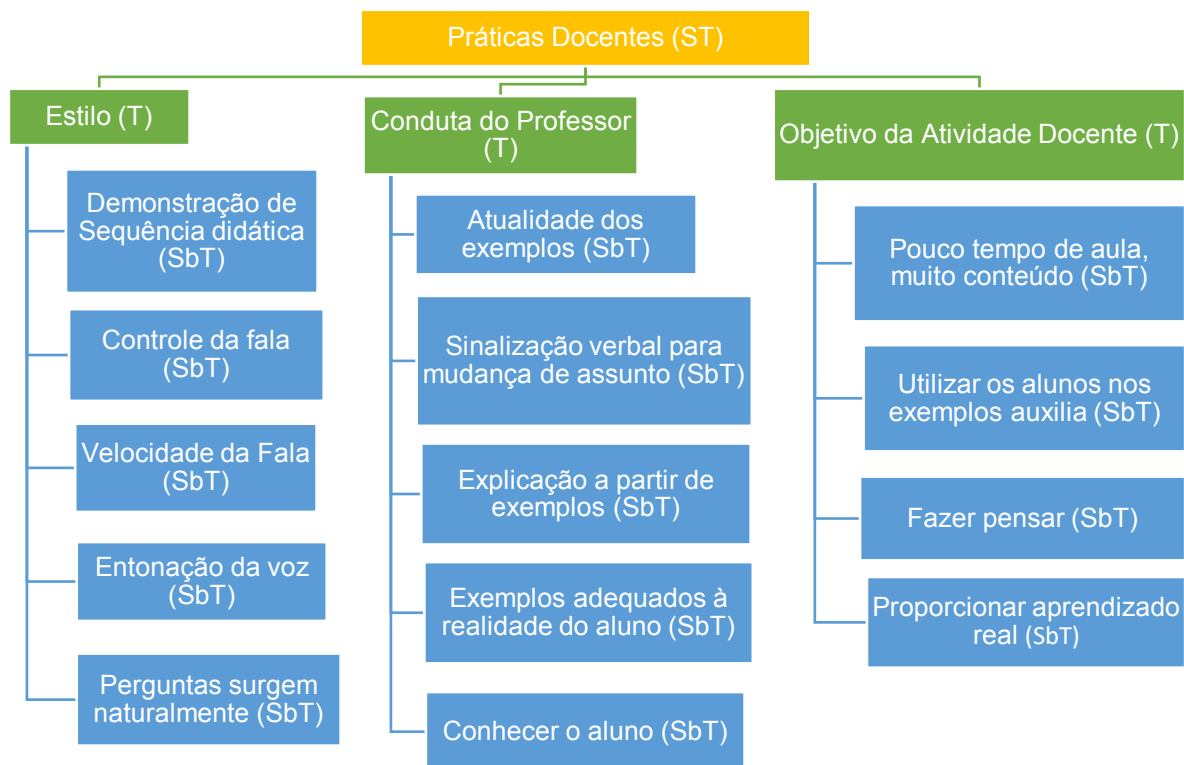 Práticas Docentes (ST)
Estilo (T)
Demonstração de
Sequência didática
(SbT)
Controle da fala
(SbT)
Velocidade da Fala
(SbT)
Entonação da voz
(SbT)
Perguntas surgem
naturalmente (SbT)
Conduta do Professor
(T)
Atualidade dos
exemplos (SbT)
Sinalização verbal para
mudança de assunto (SbT)
Explicação a partir de
exemplos (SbT)
Exemplos adequados à
realidade do aluno (SbT)
Conhecer o aluno (SbT)
Objetivo da Atividade Docente (T)
Pouco tempo de aula,
muito conteúdo (SbT)
Utilizar os alunos nos
exemplos auxilia (SbT)
Fazer pensar (SbT)
Proporcionar aprendizado
real (SbT)